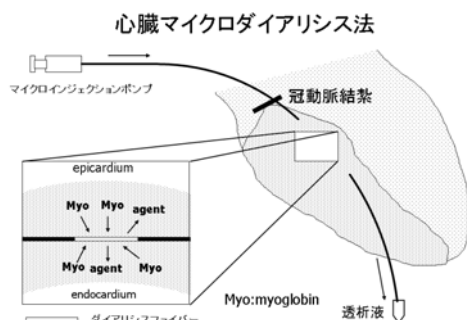 心臓マイクロダイアリシス法
マイクロインジェクションポンプ
冠動脈結紮
epicardium
Myo Myo agent
Myo agent Myo
endocardium
Myo:myoglobin
透析液
ダイアリシスファイバー